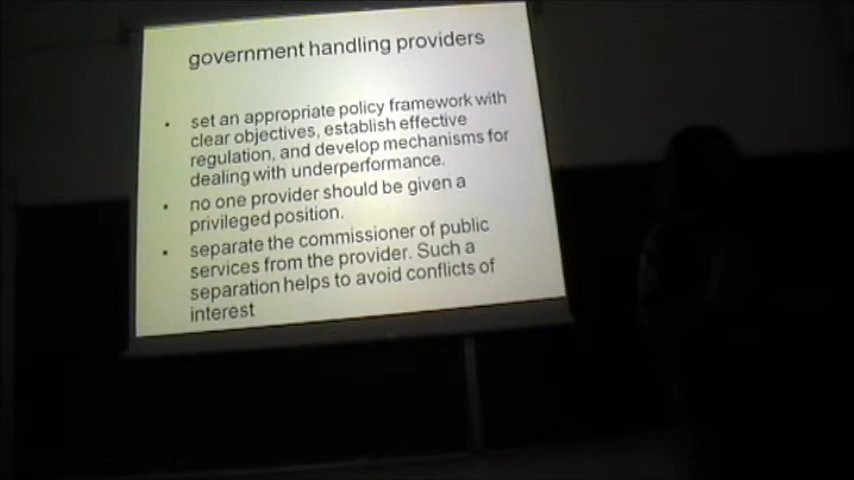 government handling providers
• set an appropriate policy framework with
clear objectives, establish effective
regulation, and develop mechanisms for
dealing with underperformance.
• no one provider should be given a
privileged position.
• separate the commissioner of public
services from the provider. Such a
separation helps to avoid conflicts of
interest